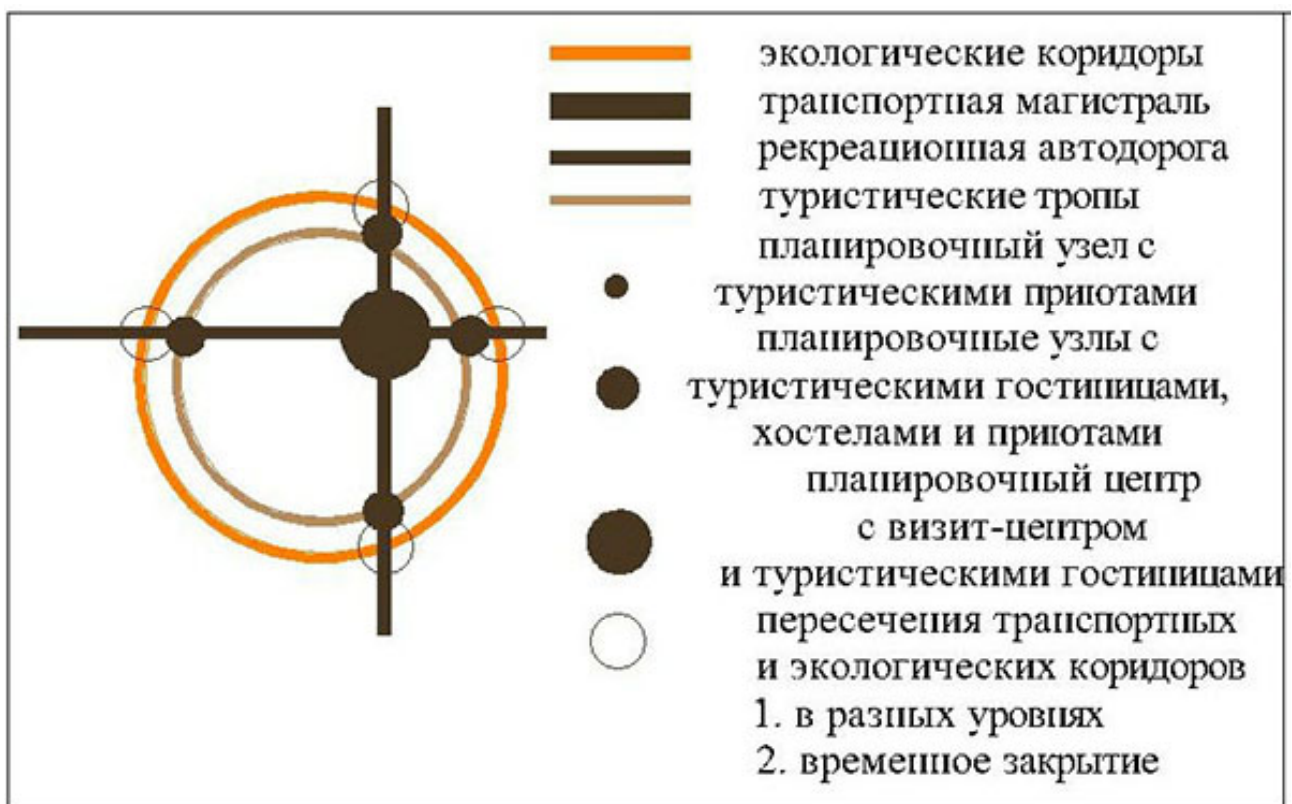 экологические коридоры
транспортная магистраль
рекреационная автодорога
туристические тропы
планировочный узел с
туристическими приютами
планировочные узлы с
туристическими гостиницами,
хостелами и приютами
планировочный центр
с визит-центром
и туристическими гостиницами
пересечения транспортных
и экологических коридоров
1. в разных уровнях
2. временное закрытие